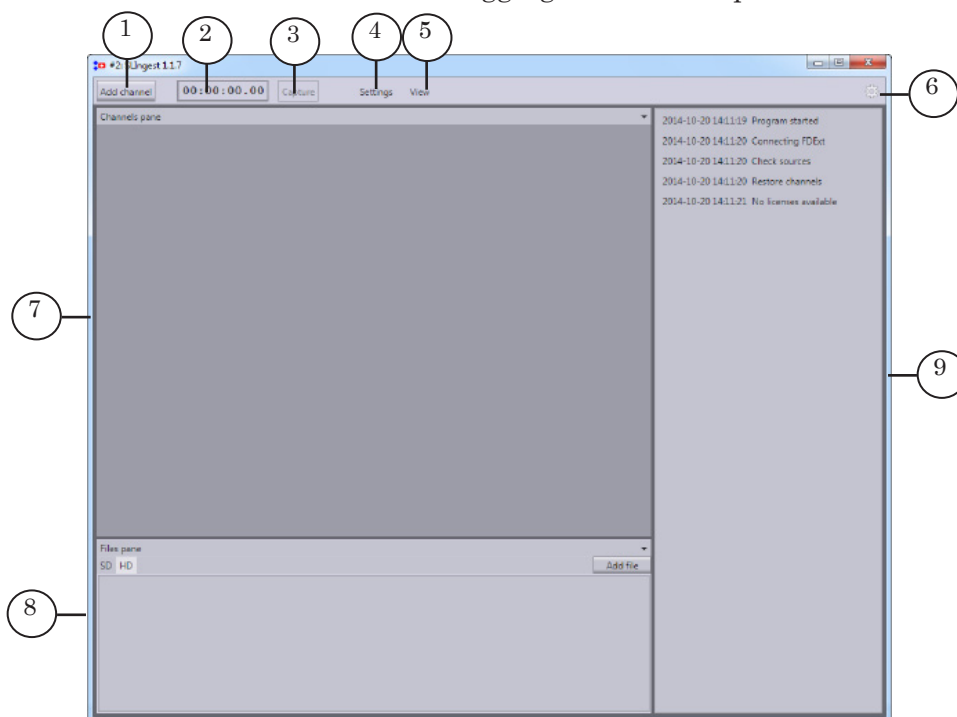 1 2 3 4 5
1.1.7
Add channel 00:00:00.00 Capture Settings View 6
Channels pane
2014-10-20 14:11:19 Program started
2014-10-20 14:11:20 Connecting FDExt
2014-10-20 14:11:20 Check sources
2014-10-20 14:11:20 Restore channels
2014-10-20 14:11:21 No licenses available
7
9
Files pane
SD HD Add file
8